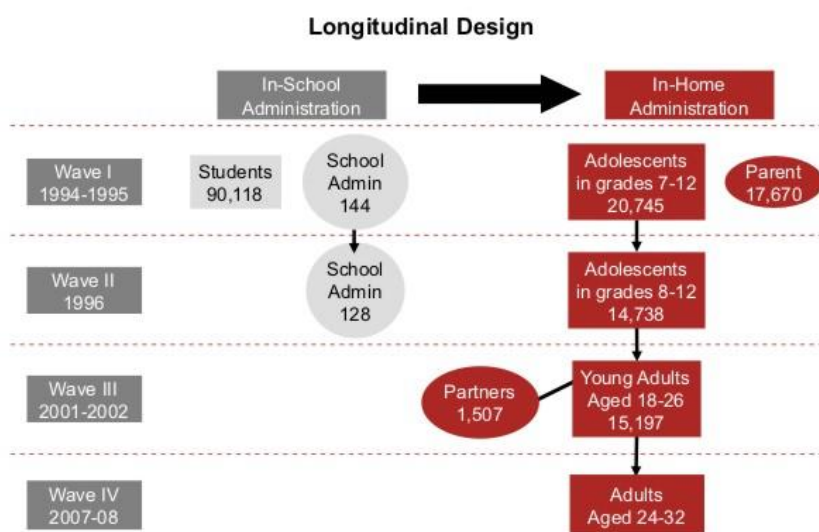 Longitudinal Design
In-School
Administration
In-Home
Administration
Wave I
1994-1995
Students
90,118
School
Admin
144
Adolescents
in grades 7-12
20,745
Parent
17,670
Wave II
1996
School
Admin
128
Adolescents
in grades 8-12
14,738
Wave III
2001-2002
Partners
1,507
Young Adults
Aged 18-26
15,197
Wave IV
2007-08
Adults
Aged 24-32